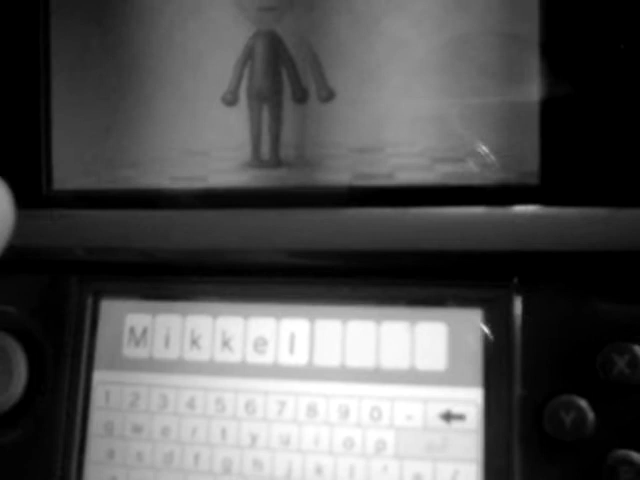 Mikkel
1 2 3 4 5 6 7 8 9 0 - ←
q w e r t y u i o p
a s d f g h j k l ' /
X
Y